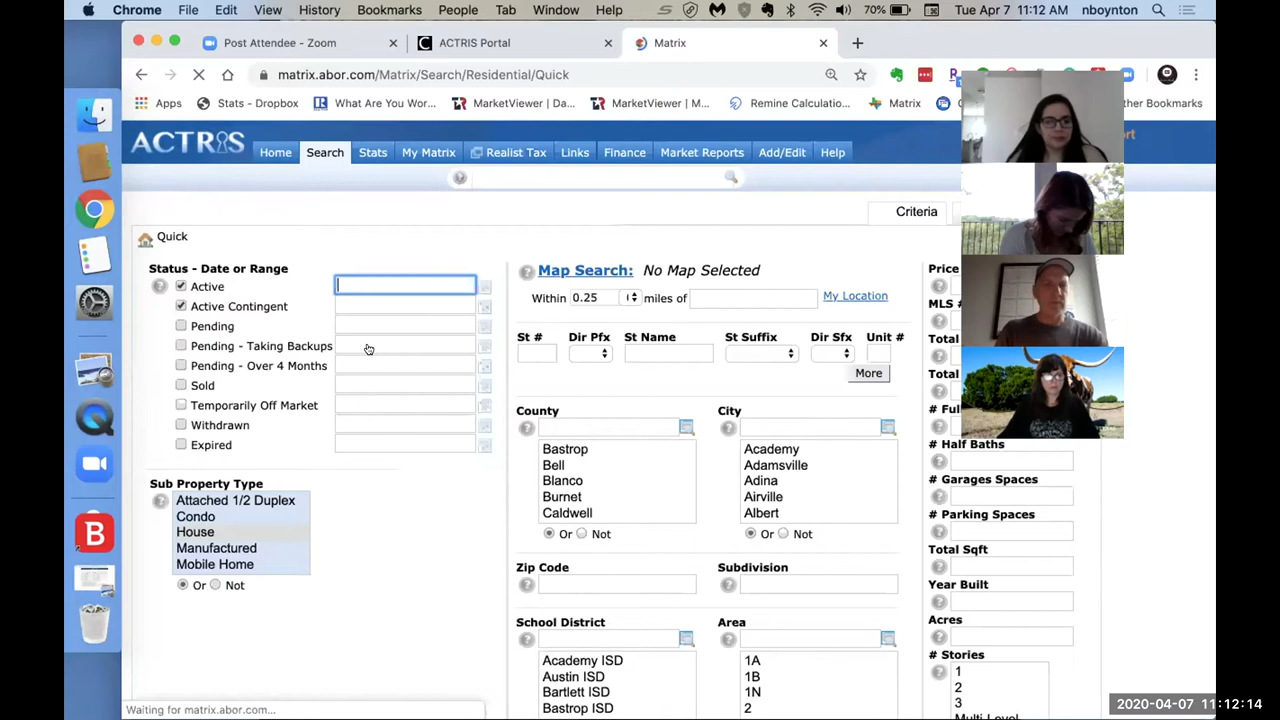 Chrome File Edit View History Bookmarks People Tab Window Help 70% Tue Apr 7 11:12 AM nboynton
Post Attendee - Zoom ACTRIS Portal Matrix
matrix.abor.com/Matrix/Search/Residential/Quick
Apps Stats - Dropbox What Are You Wor... MarketViewer | Da... MarketViewer | M... Remine Calculatio... Matrix ther Bookmarks
ACTRIS
Home Search Stats My Matrix Realist Tax Links Finance Market Reports Add/Edit Help
Criteria
Quick
Status - Date or Range
Active
Active Contingent
Pending
Pending - Taking Backups
Pending - Over 4 Months
Sold
Temporarily Off Market
Withdrawn
Expired
Sub Property Type
Attached 1/2 Duplex
Condo
House
Manufactured
Mobile Home
Or Not
Map Search: No Map Selected
Within 0.25 miles of My Location
St # Dir Pfx St Name St Suffix Dir Sfx Unit #
More
County
Bastrop
Bell
Blanco
Burnet
Caldwell
Or Not
City
Academy
Adamsville
Adina
Airville
Albert
Or Not
Zip Code
Subdivision
School District
Academy ISD
Austin ISD
Bartlett ISD
Bastrop ISD
Area
1A
1B
1N
2
Price
MLS #
Total
Total
# Ful
# Half Baths
# Garages Spaces
# Parking Spaces
Total Sqft
Year Built
Acres
# Stories
1
2
3
Multi Level
Waiting for matrix.abor.com...
2020-04-07 11:12:14